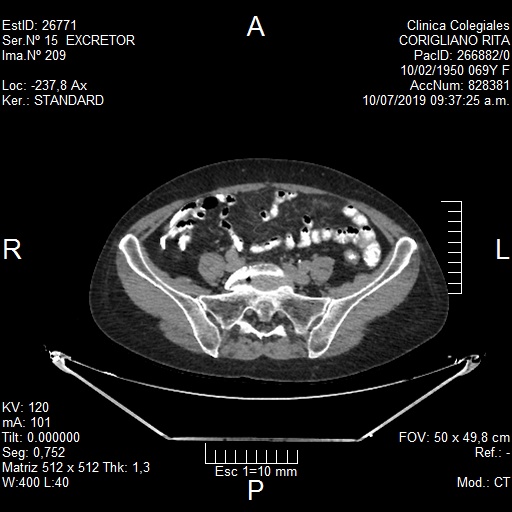 EstID: 26771
Ser.Nº 15 EXCRETOR
Ima.Nº 209
Loc: -237,8 Ax
Ker.: STANDARD
A
Clinica Colegiales
CORIGLIANO RITA
PacID: 266882/0
10/02/1950 069Y F
AccNum: 828381
10/07/2019 09:37:25 a.m.
R
L
KV: 120
mA: 101
Tilt: 0.000000
Seg: 0,752
Matriz 512 x 512 Thk: 1,3
W:400 L:40
Esc 1=10 mm
P
FOV: 50 x 49,8 cm
Ref.: -
Mod.: CT